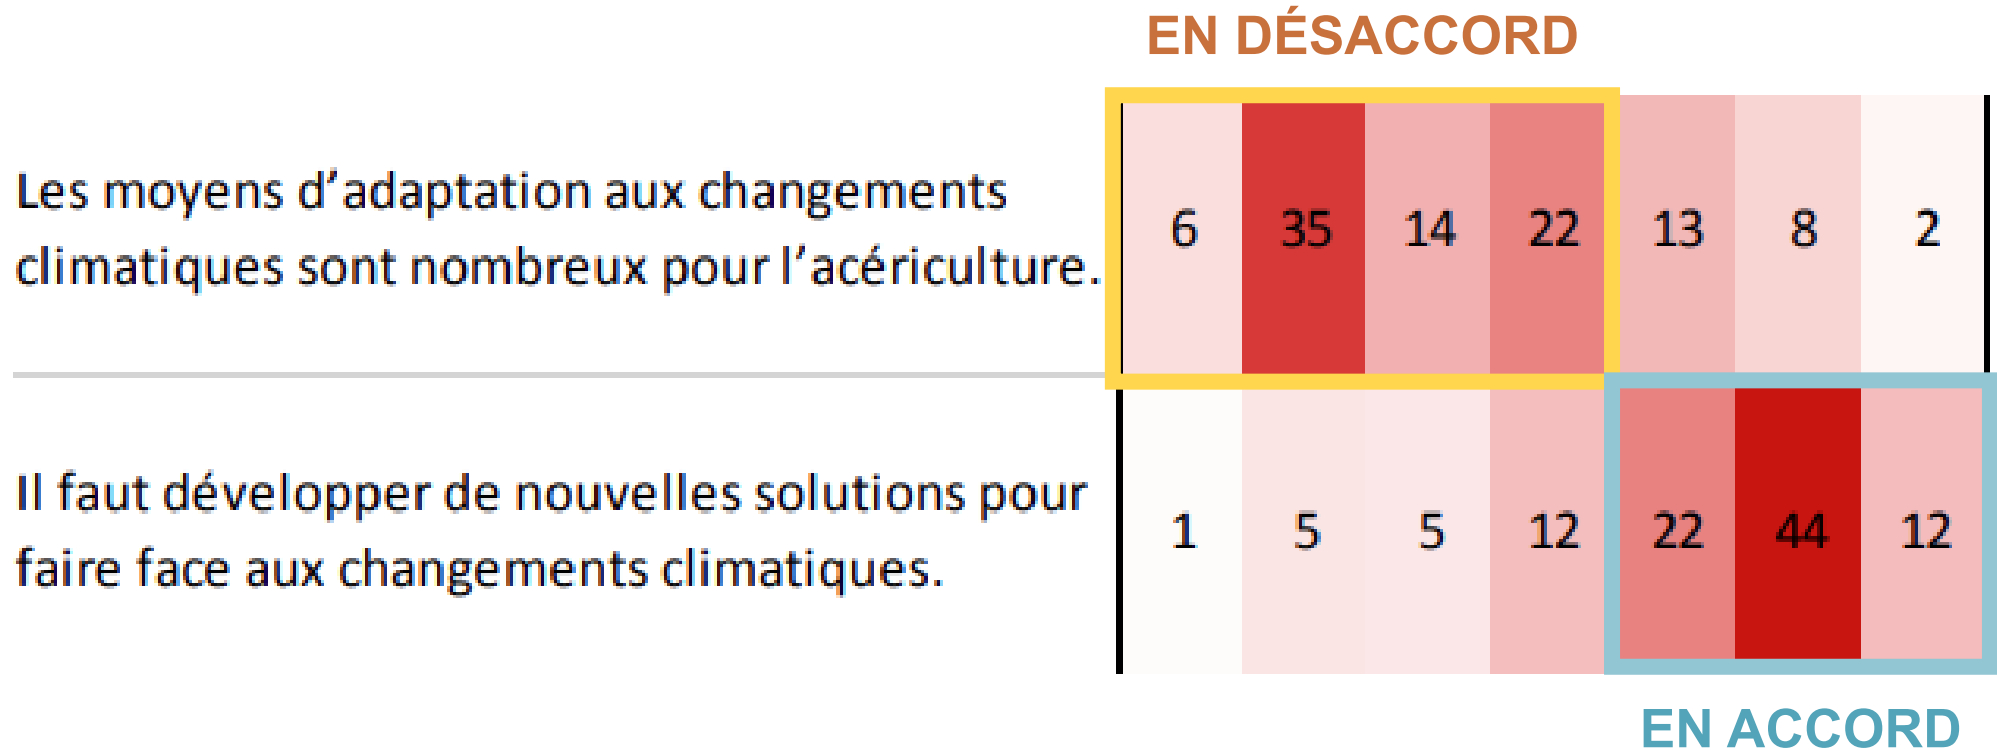 EN DÉSACCORD
Les moyens d’adaptation aux changements
climatiques sont nombreux pour l’acériculture.
6 35 14 22 13 8 2
Il faut développer de nouvelles solutions pour
faire face aux changements climatiques.
1 5 5 12 22 44 12
EN ACCORD